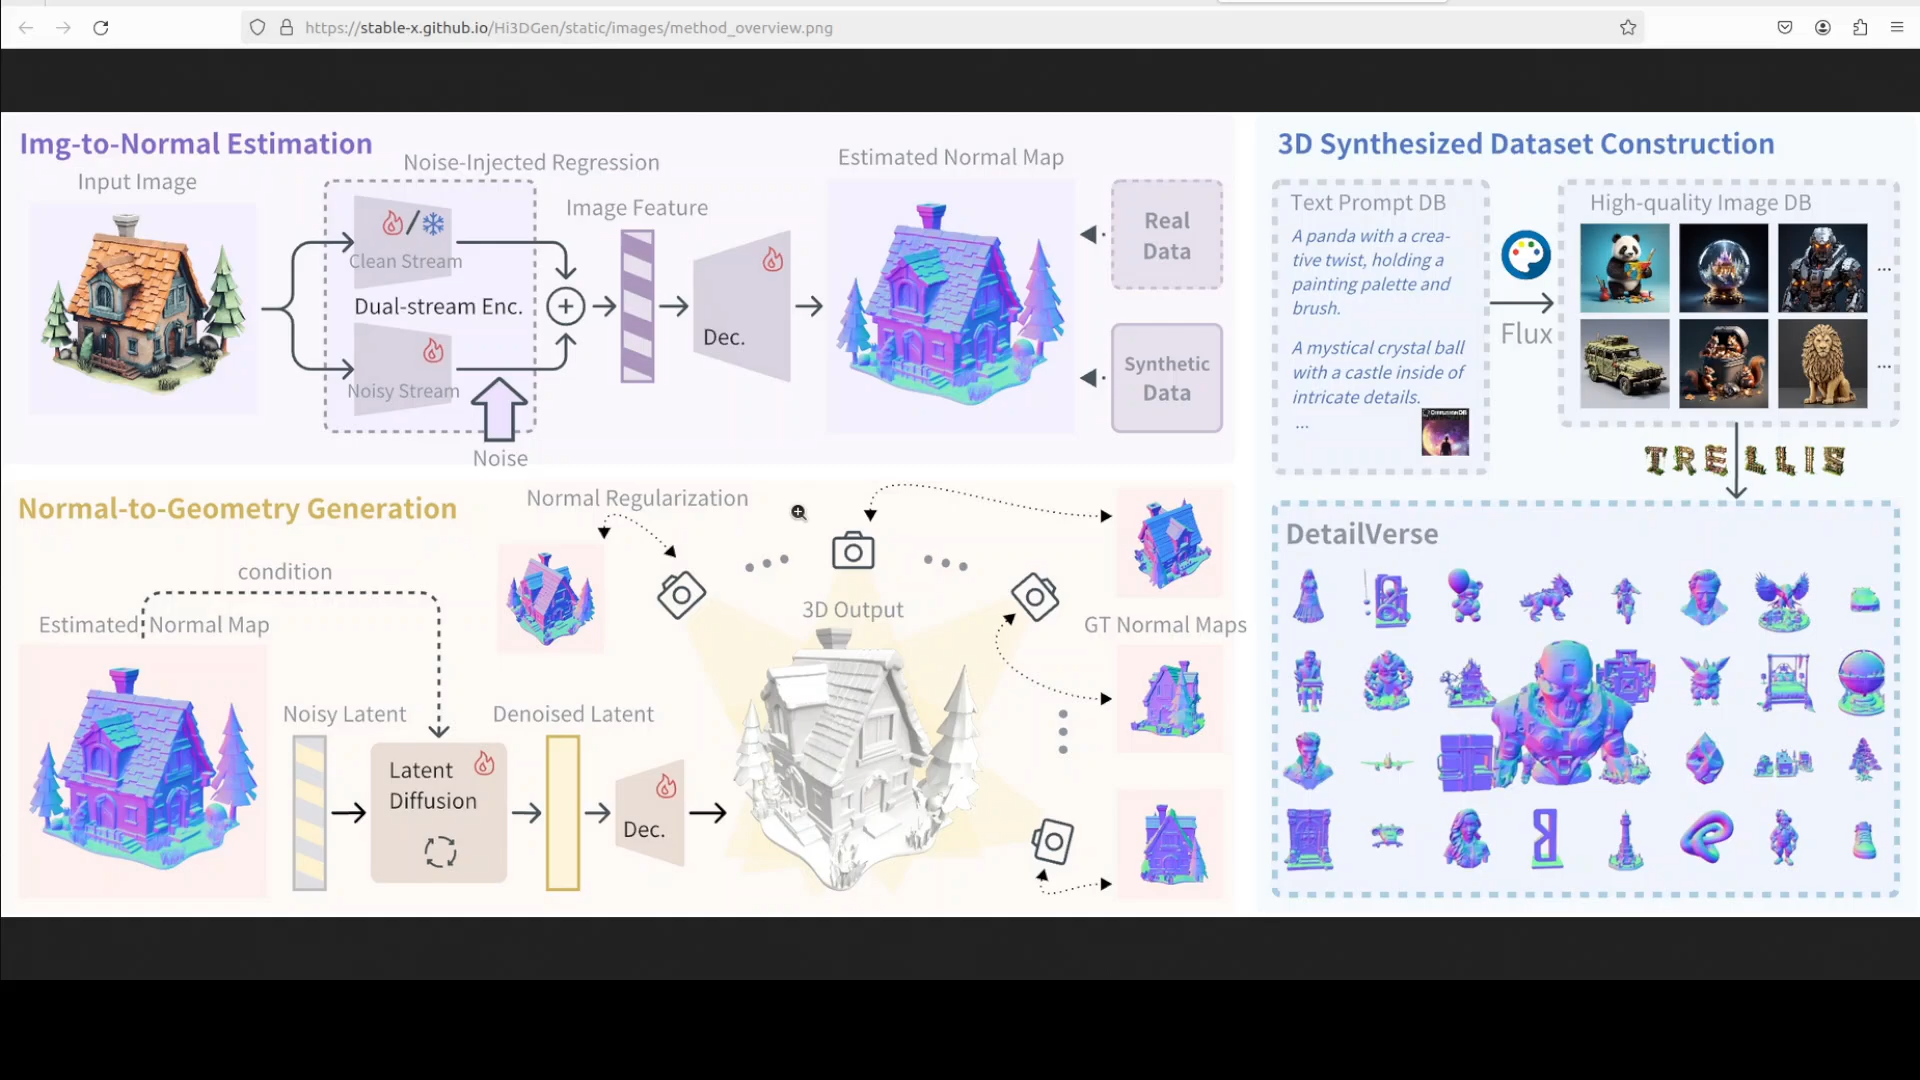 https://stable-x.github.io/Hi3DGen/static/images/method_overview.png
Img-to-Normal Estimation
Input Image
Noise-Injected Regression
Clean Stream
Dual-stream Enc.
Noisy Stream
Noise
Image Feature
Dec.
Estimated Normal Map
Real
Data
Synthetic
Data
Normal-to-Geometry Generation
condition
Estimated Normal Map
Noisy Latent
Latent
Diffusion
Denoised Latent
Dec.
Normal Regularization
3D Output
GT Normal Maps
3D Synthesized Dataset Construction
Text Prompt DB
A panda with a crea-
tive twist, holding a
painting palette and
brush.
A mystical crystal ball
with a castle inside of
intricate details.
...
Flux
High-quality Image DB
...
...
TRELLIS
DetailVerse